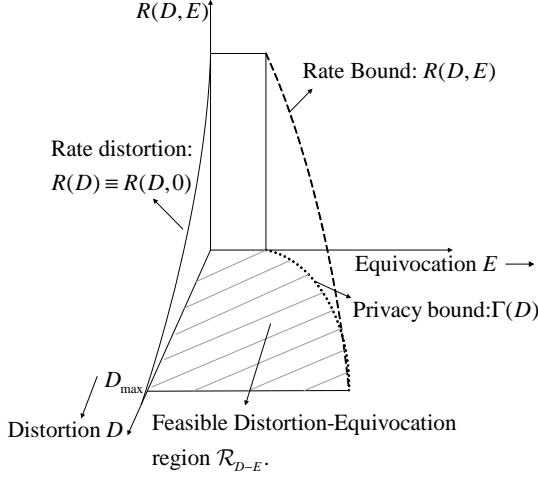 R(D,E)
Rate Bound: R(D,E)
Rate distortion:
R(D) ≡ R(D,0)
Equivocation E
Privacy bound:Γ(D)
D_max
Distortion D
Feasible Distortion-Equivocation
region ℛ_{D−E}.